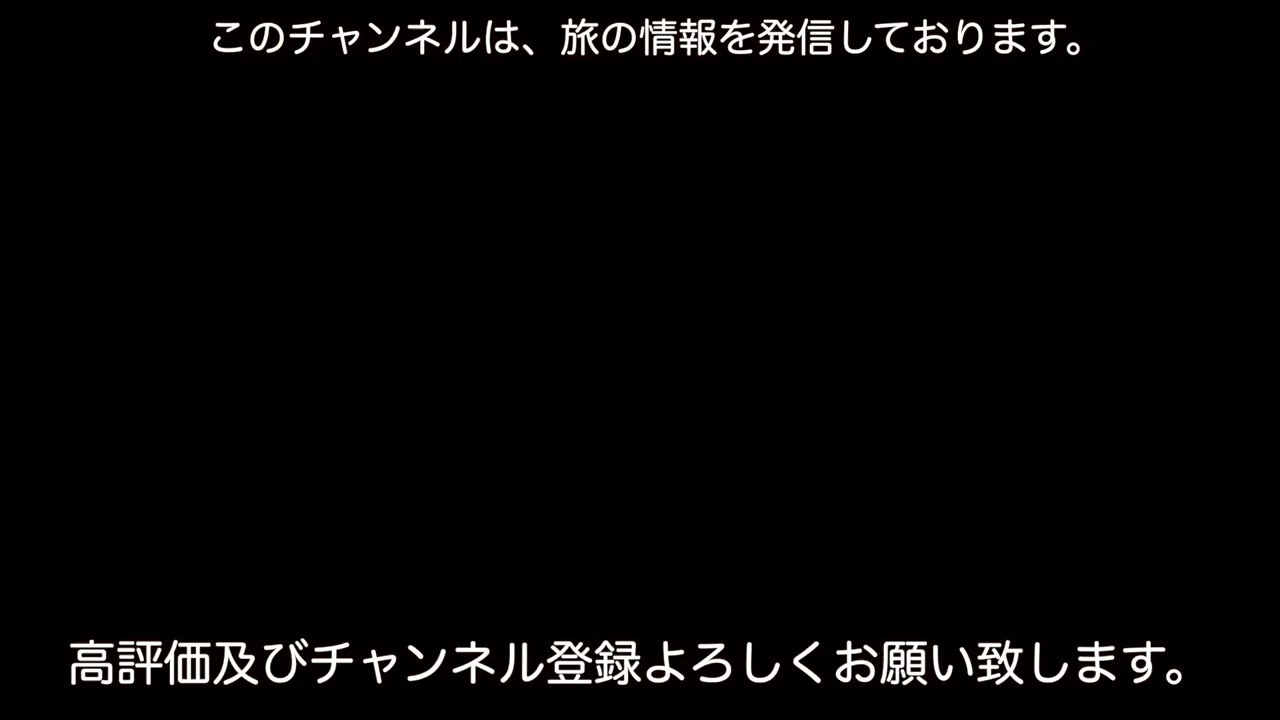 このチャンネルは、旅の情報を発信しております。
高評価及びチャンネル登録よろしくお願い致します。